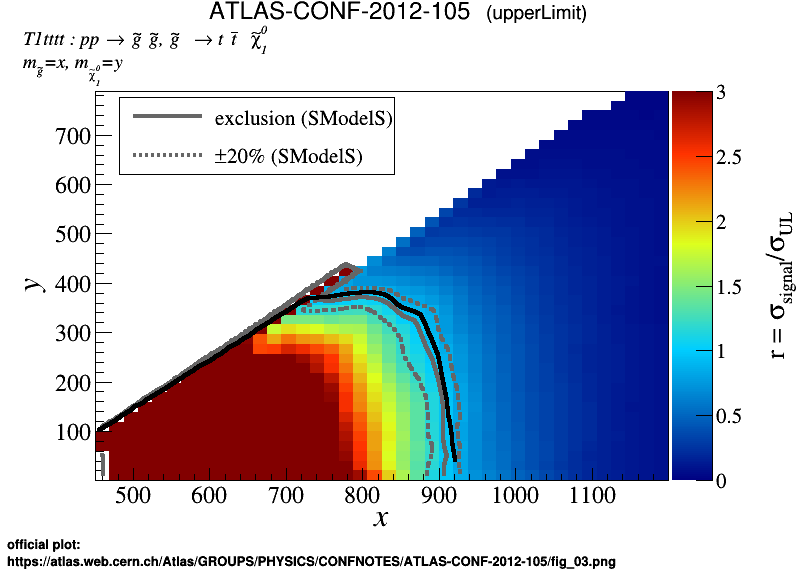 ATLAS-CONF-2012-105 (upperLimit)
T1tttt : pp → g̃ g̃, g̃ → t t̄ χ̃⁰₁
m_g̃=x, m_χ̃⁰₁=y
exclusion (SModelS)
±20% (SModelS)
700
600
500
400
300
200
100
y
500 600 700 800 900 1000 1100
x
3
2.5
2
1.5
1
0.5
0
r = σ_signal/σ_UL
official plot:
https://atlas.web.cern.ch/Atlas/GROUPS/PHYSICS/CONFNOTES/ATLAS-CONF-2012-105/fig_03.png